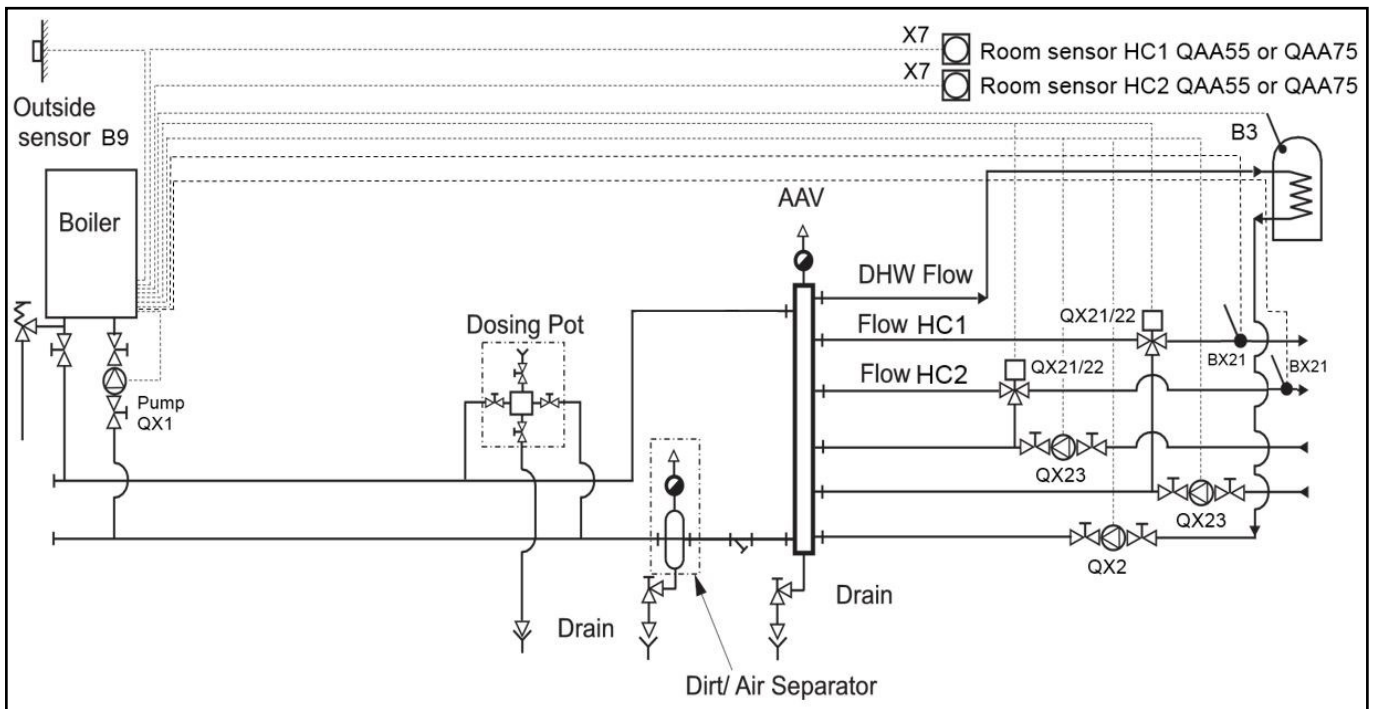 X7
Room sensor HC1 QAA55 or QAA75
X7
Room sensor HC2 QAA55 or QAA75
Outside
sensor B9
B3
Boiler
AAV
DHW Flow
Dosing Pot
Flow HC1
QX21/22
BX21
Flow HC2
QX21/22
BX21
Pump
QX1
QX23
QX23
QX2
Drain
Drain
Dirt/ Air Separator